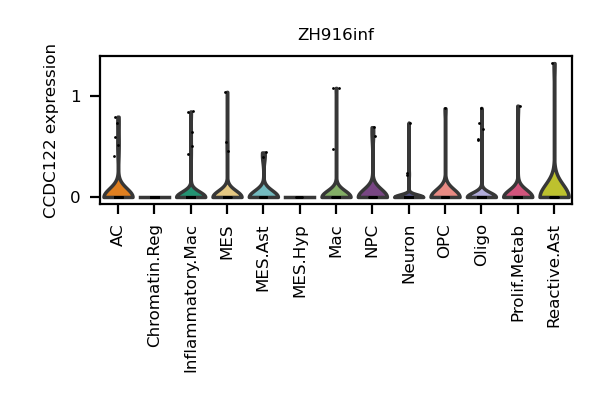 ZH916inf
CCDC122 expression
1
0
AC
Chromatin.Reg
Inflammatory.Mac
MES
MES.Ast
MES.Hyp
Mac
NPC
Neuron
OPC
Oligo
Prolif.Metab
Reactive.Ast